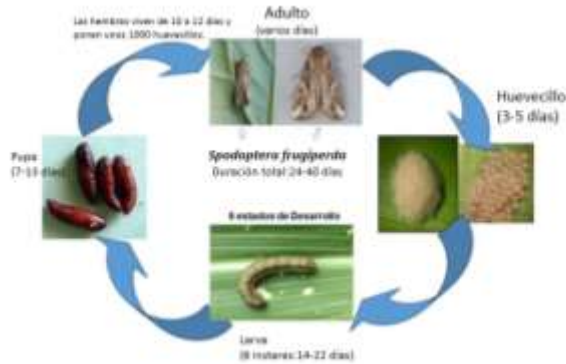 Adulto
(varios días)
Las hembras viven de 10 a 12 días y
ponen unos 1000 huevecillos.
Huevecillo
(3-5 días)
Pupa
(7-13 días)
Spodoptera frugiperda
Duración total 24-40 días
6 estados de Desarrollo
Larva
(6 instares 14-22 días)